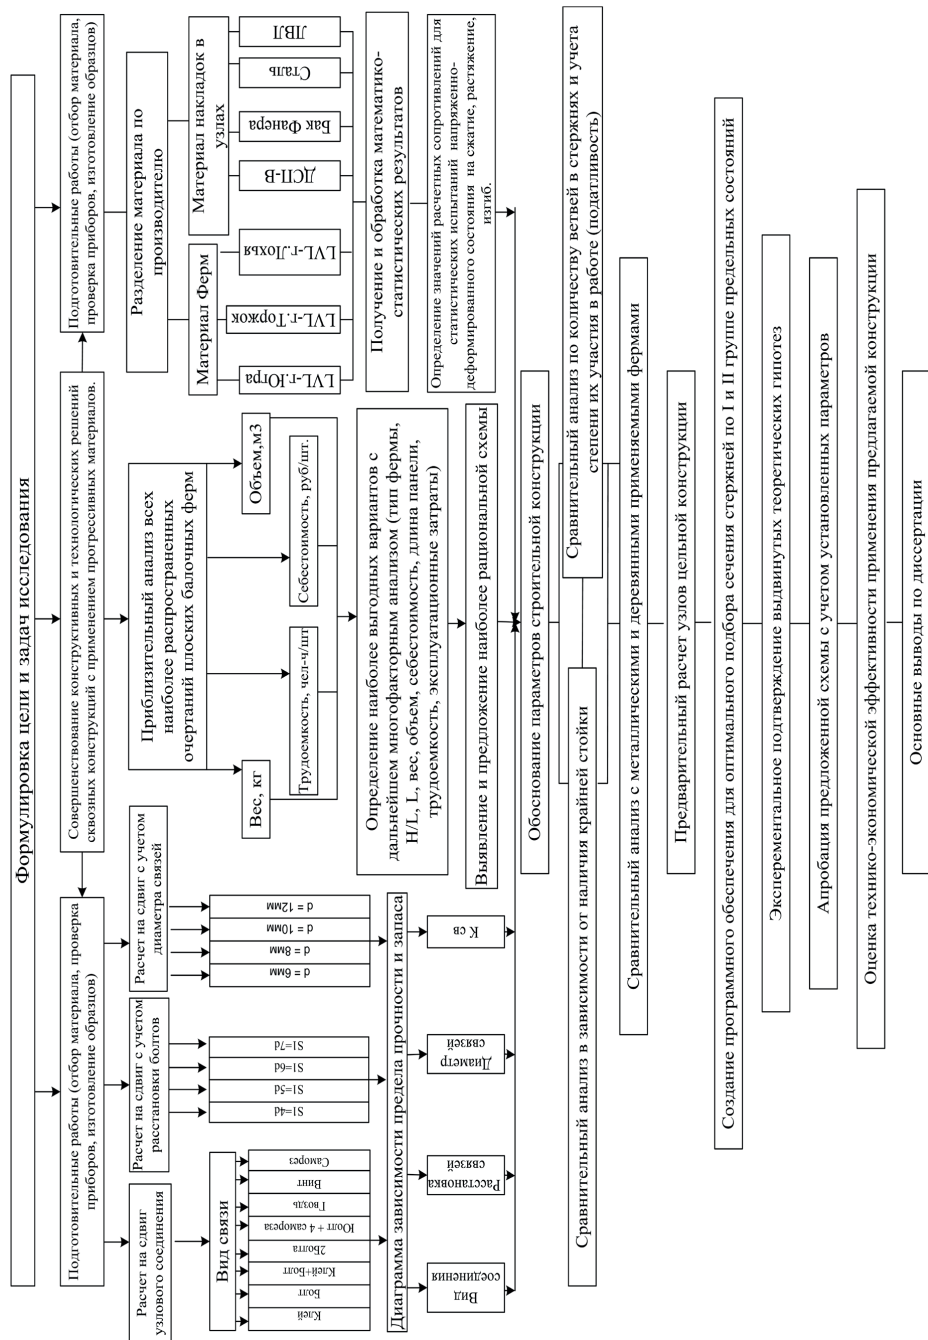 Формулировка цели и задач исследования
Подготовительные работы (отбор материала, проверка
приборов, изготовление образцов)
Совершенствование конструктивных и технологических решений
сквозных конструкций с применением прогрессивных материалов.
Подготовительные работы (отбор материала,
проверка приборов, изготовление образцов)
Расчет на сдвиг
узлового соединения
Расчет на сдвиг с учетом
расстановки болтов
Расчет на сдвиг с учетом
диаметра связей
Вид связи
Клей
Болт
Клей+Болт
2Болта
Юолт + 4 самореза
Гвоздь
Винт
Саморез
S1=4d
S1=5d
S1=6d
S1=7d
d = 6мм
d = 8мм
d = 10мм
d = 12мм
Диаграмма зависимости предела прочности и запаса
Вид
соединения
Расстановка
связей
Диаметр
связей
К св
Приблизительный анализ всех
наиболее распространенных
очертаний плоских балочных ферм
Вес, кг
Трудоемкость, чел-ч/шт
Себестоимость, руб/шт.
Объем,м3
Определение наиболее выгодных вариантов с
дальнейшем многофакторным анализом (тип фермы,
H/L, L, вес, объем, себестоимость, длина панели,
трудоемкость, эксплуатационные затраты)
Выявление и предложение наиболее рациональной схемы
Разделение материала по
производителю
Материал Ферм
Материал накладок в
узлах
LVL-г.Югра
LVL-г.Торжок
LVL-г.Лохья
ДСП-В
Бак Фанера
Сталь
ЛВЛ
Получение и обработка математико-
статистических результатов
Определение значений расчетных сопротивлений для
статистических испытаний напряженно-
деформированного состояния на сжатие, растяжение,
изгиб.
Обоснование параметров строительной конструкции
Сравнительный анализ в зависимости от наличия крайней стойки
Сравнительный анализ по количеству ветвей в стержнях и учета
степени их участия в работе (податливость)
Сравнительный анализ с металлическими и деревянными применяемыми фермами
Предварительный расчет узлов цельной конструкции
Создание программного обеспечения для оптимального подбора сечения стержней по I и II группе предельных состояний
Эксперементальное подтверждение выдвинутых теоретических гипотез
Апробация предложенной схемы с учетом установленных параметров
Оценка технико-экономической эффективности применения предлагаемой конструкции
Основные выводы по диссертации